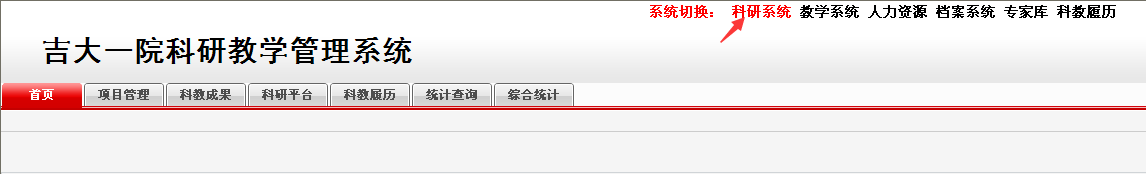 系统切换： 科研系统 教学系统 人力资源 档案系统 专家库 科教履历
吉大一院科研教学管理系统
首页 项目管理 科教成果 科研平台 科教履历 统计查询 综合统计